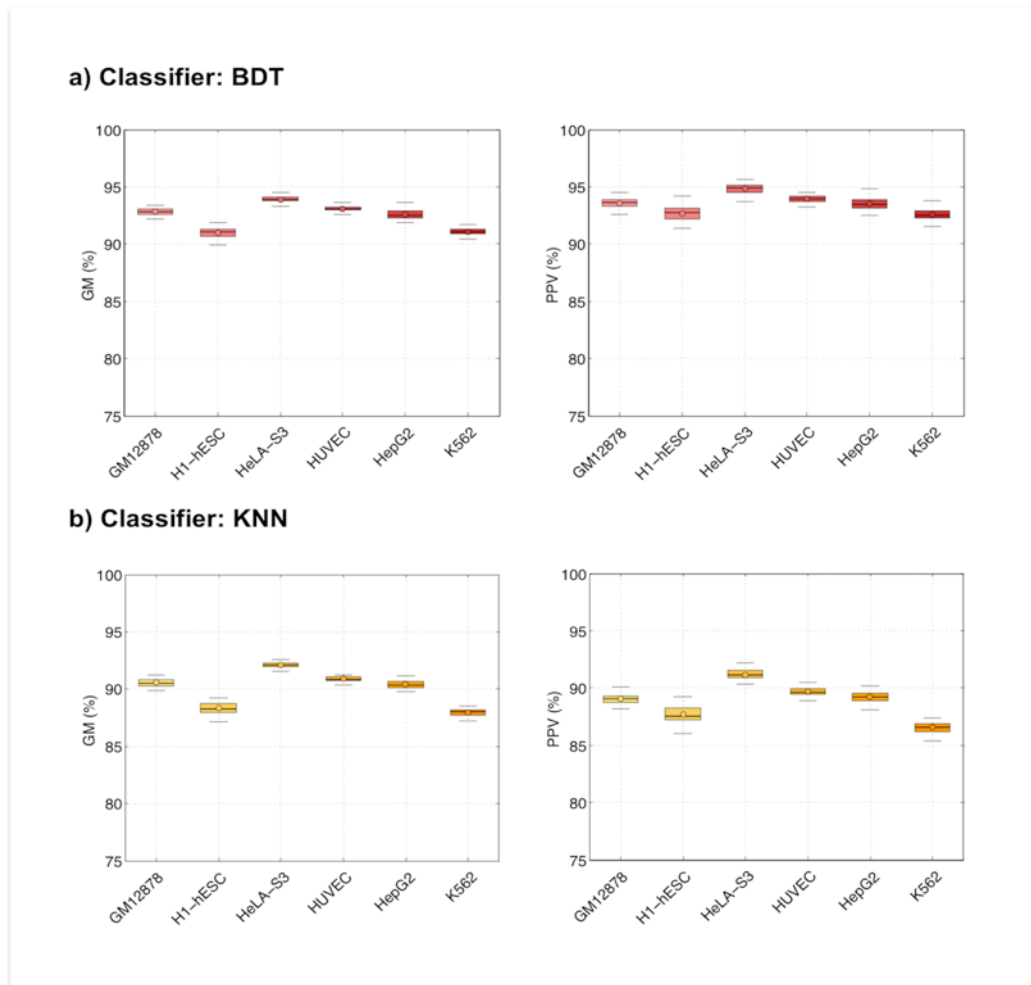 a) Classifier: BDT
GM (%)
100
95
90
85
80
75
GM12878
H1-hESC
HeLA-S3
HUVEC
HepG2
K562
PPV (%)
100
95
90
85
80
75
GM12878
H1-hESC
HeLA-S3
HUVEC
HepG2
K562
b) Classifier: KNN
GM (%)
100
95
90
85
80
75
GM12878
H1-hESC
HeLA-S3
HUVEC
HepG2
K562
PPV (%)
100
95
90
85
80
75
GM12878
H1-hESC
HeLA-S3
HUVEC
HepG2
K562